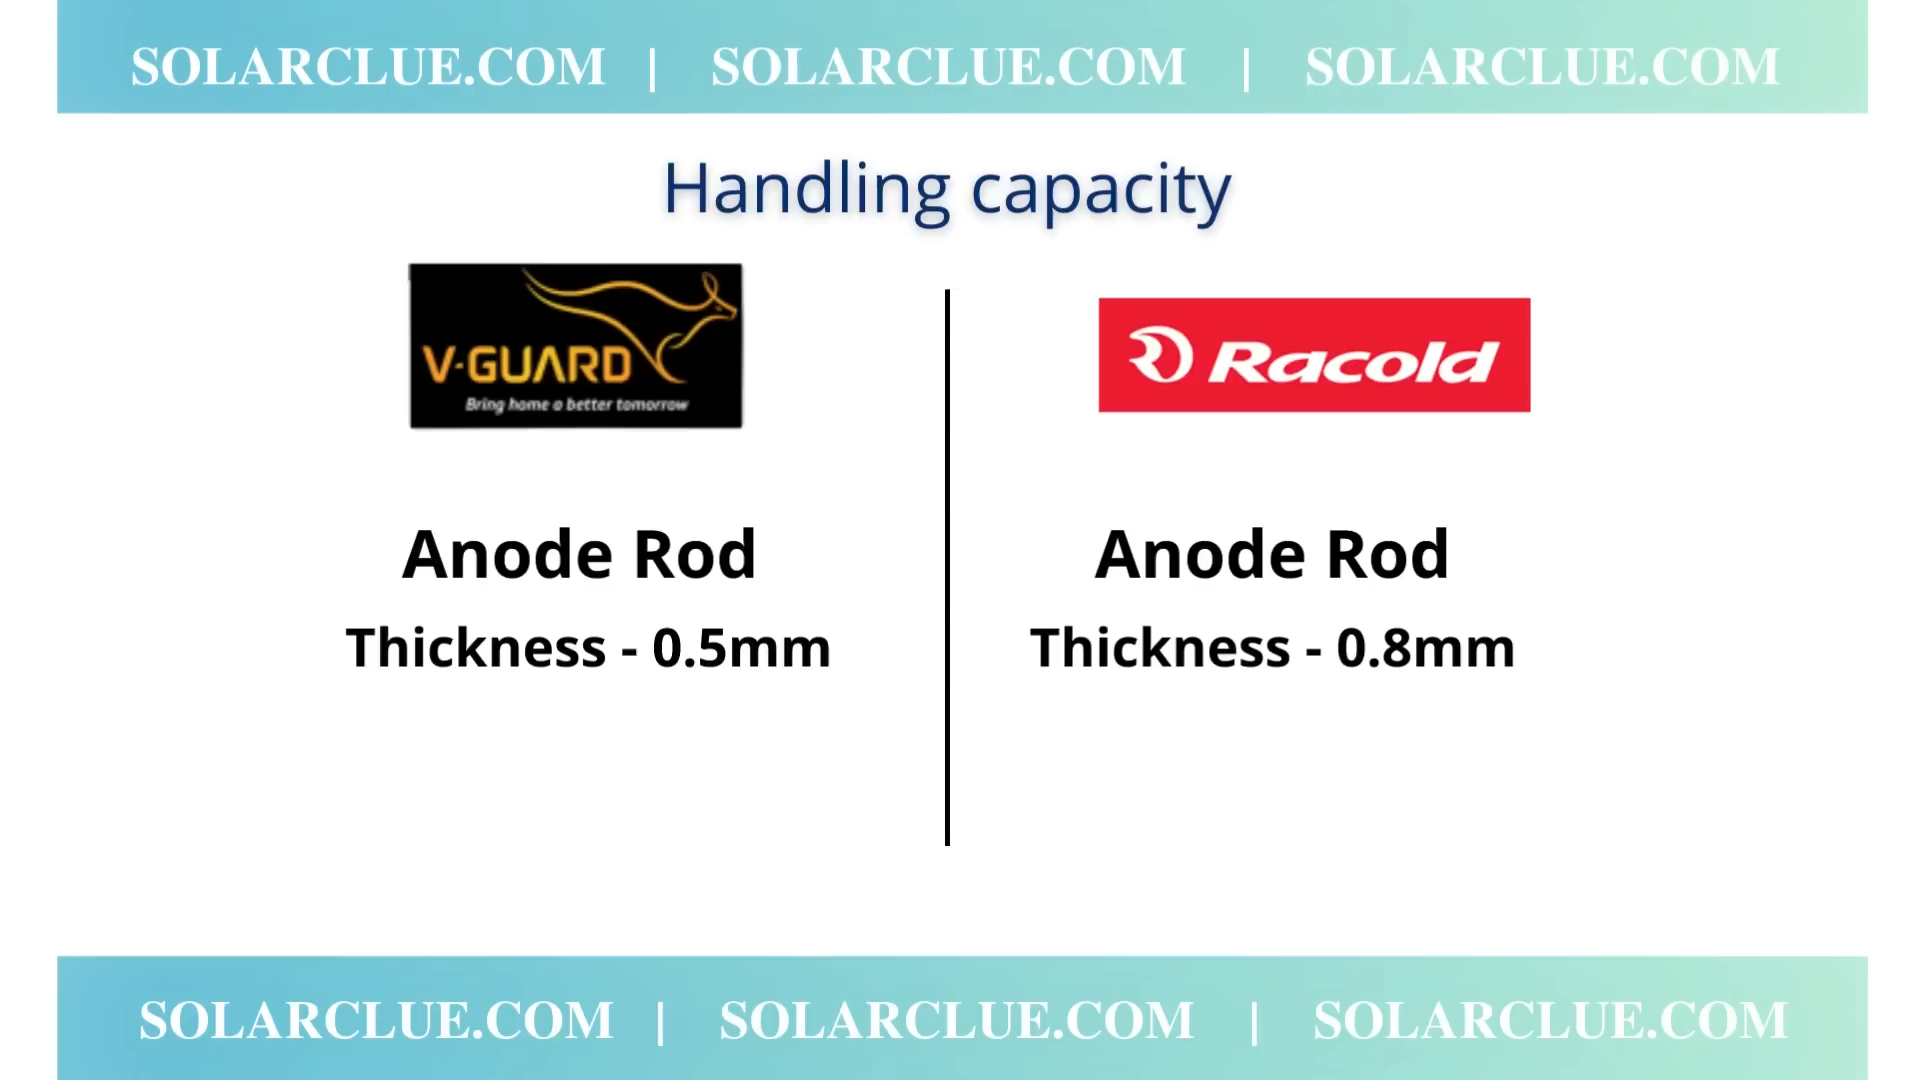 SOLARCLUE.COM | SOLARCLUE.COM | SOLARCLUE.COM
Handling capacity
V-GUARD
Bring home a better tomorrow
Racold
Anode Rod
Thickness - 0.5mm
Anode Rod
Thickness - 0.8mm
SOLARCLUE.COM | SOLARCLUE.COM | SOLARCLUE.COM